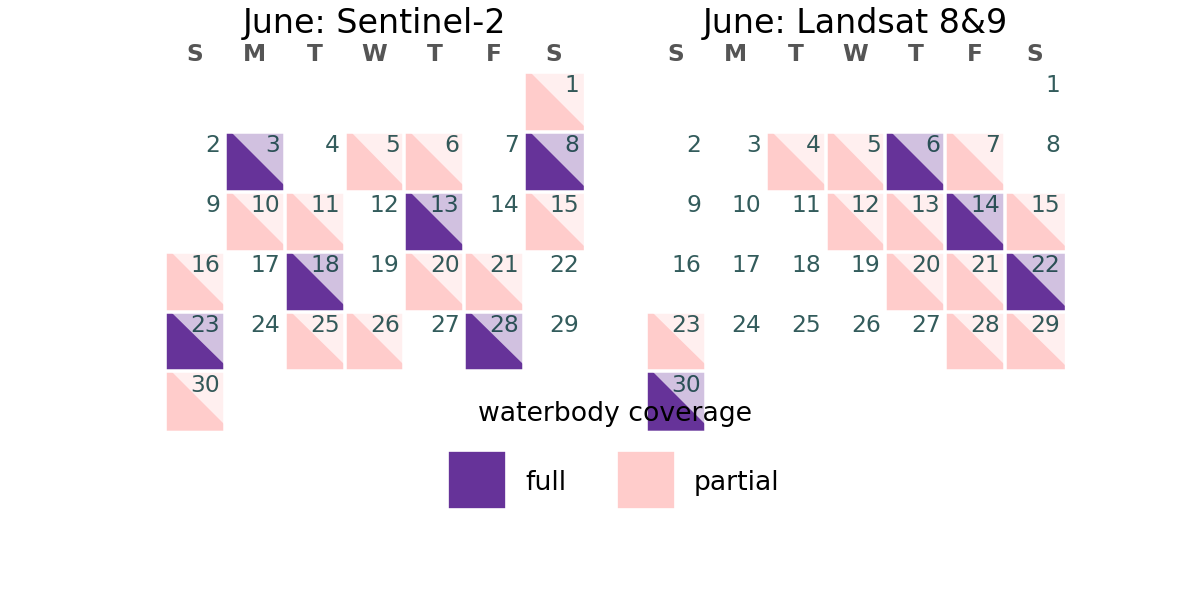 June: Sentinel-2
S M T W T F S
1
2 3 4 5 6 7 8
9 10 11 12 13 14 15
16 17 18 19 20 21 22
23 24 25 26 27 28 29
30
June: Landsat 8&9
S M T W T F S
1
2 3 4 5 6 7 8
9 10 11 12 13 14 15
16 17 18 19 20 21 22
23 24 25 26 27 28 29
30
waterbody coverage
full partial